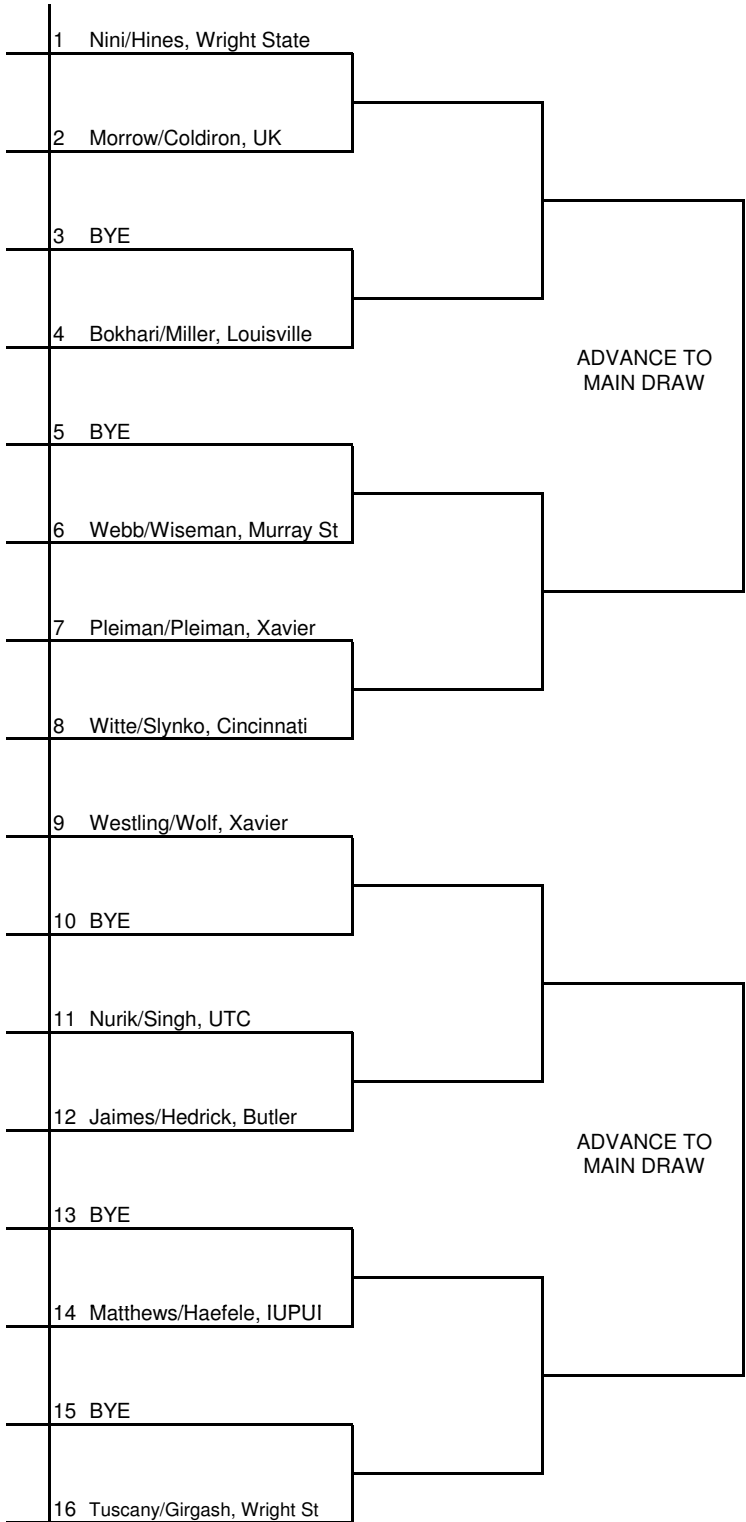 1 Nini/Hines, Wright State
2 Morrow/Coldiron, UK
3 BYE
4 Bokhari/Miller, Louisville
ADVANCE TO
MAIN DRAW
5 BYE
6 Webb/Wiseman, Murray St
7 Pleiman/Pleiman, Xavier
8 Witte/Slynko, Cincinnati
9 Westling/Wolf, Xavier
10 BYE
11 Nurik/Singh, UTC
12 Jaimes/Hedrick, Butler
ADVANCE TO
MAIN DRAW
13 BYE
14 Matthews/Haefele, IUPUI
15 BYE
16 Tuscany/Girgash, Wright St